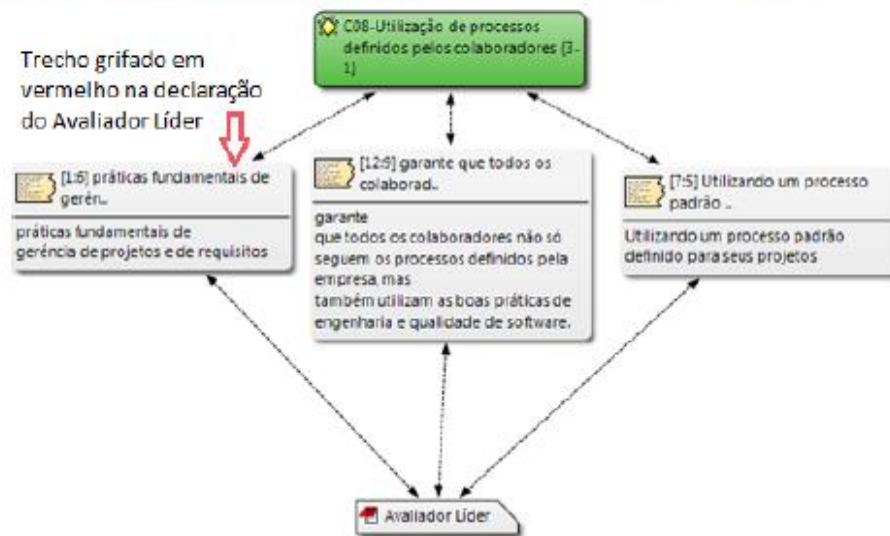 C08-Utilização de processos
definidos pelos colaboradores {3-
1}
Trecho grifado em
vermelho na declaração
do Avaliador Líder
[1:6] práticas fundamentais de
gerên..
práticas fundamentais de
gerência de projetos e de requisitos
[12:9] garante que todos os
colaborad..
garante
que todos os colaboradores não só
seguem os processos definidos pela
empresa, mas
também utilizam as boas práticas de
engenharia e qualidade de software.
[7:5] Utilizando um processo
padrão ..
Utilizando um processo padrão
definido para seus projetos
Avaliador Líder